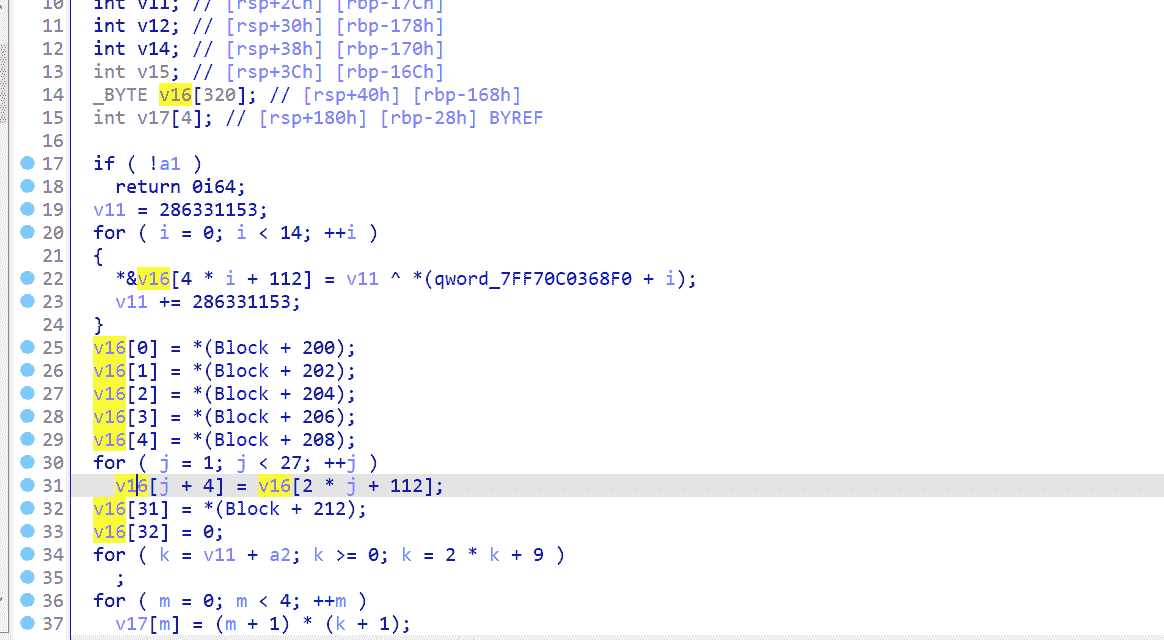 10 int v11; // [rsp+2Ch] [rbp-17Ch]
11 int v12; // [rsp+30h] [rbp-178h]
12 int v14; // [rsp+38h] [rbp-170h]
13 int v15; // [rsp+3Ch] [rbp-16Ch]
14 _BYTE v16[320]; // [rsp+40h] [rbp-168h]
15 int v17[4]; // [rsp+180h] [rbp-28h] BYREF
16
17 if ( !a1 )
18 return 0i64;
19 v11 = 286331153;
20 for ( i = 0; i < 14; ++i )
21 {
22 *&v16[4 * i + 112] = v11 ^ *(qword_7FF70C0368F0 + i);
23 v11 += 286331153;
24 }
25 v16[0] = *(Block + 200);
26 v16[1] = *(Block + 202);
27 v16[2] = *(Block + 204);
28 v16[3] = *(Block + 206);
29 v16[4] = *(Block + 208);
30 for ( j = 1; j < 27; ++j )
31 v16[j + 4] = v16[2 * j + 112];
32 v16[31] = *(Block + 212);
33 v16[32] = 0;
34 for ( k = v11 + a2; k >= 0; k = 2 * k + 9 )
35 ;
36 for ( m = 0; m < 4; ++m )
37 v17[m] = (m + 1) * (k + 1);